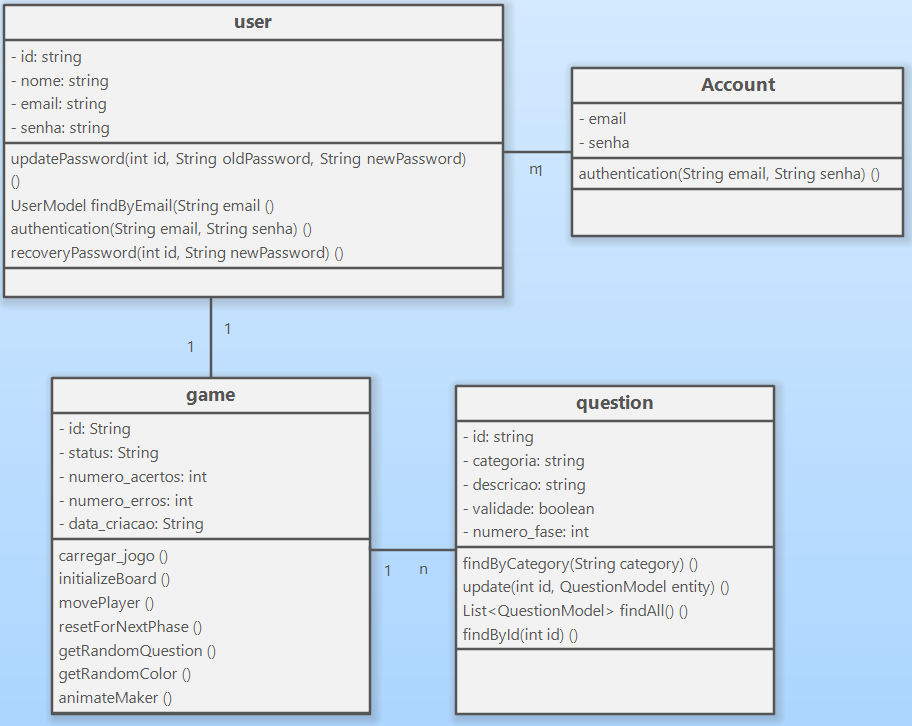 user
- id: string
- nome: string
- email: string
- senha: string
updatePassword(int id, String oldPassword, String newPassword)
()
UserModel findByEmail(String email ()
authentication(String email, String senha) ()
recoveryPassword(int id, String newPassword) ()
Account
- email
- senha
authentication(String email, String senha) ()
n1
1
1
game
- id: String
- status: String
- numero_acertos: int
- numero_erros: int
- data_criacao: String
carregar_jogo ()
initializeBoard ()
movePlayer ()
resetForNextPhase ()
getRandomQuestion ()
getRandomColor ()
animateMaker ()
1 n
question
- id: string
- categoria: string
- descricao: string
- validade: boolean
- numero_fase: int
findByCategory(String category) ()
update(int id, QuestionModel entity) ()
List<QuestionModel> findAll() ()
findById(int id) ()